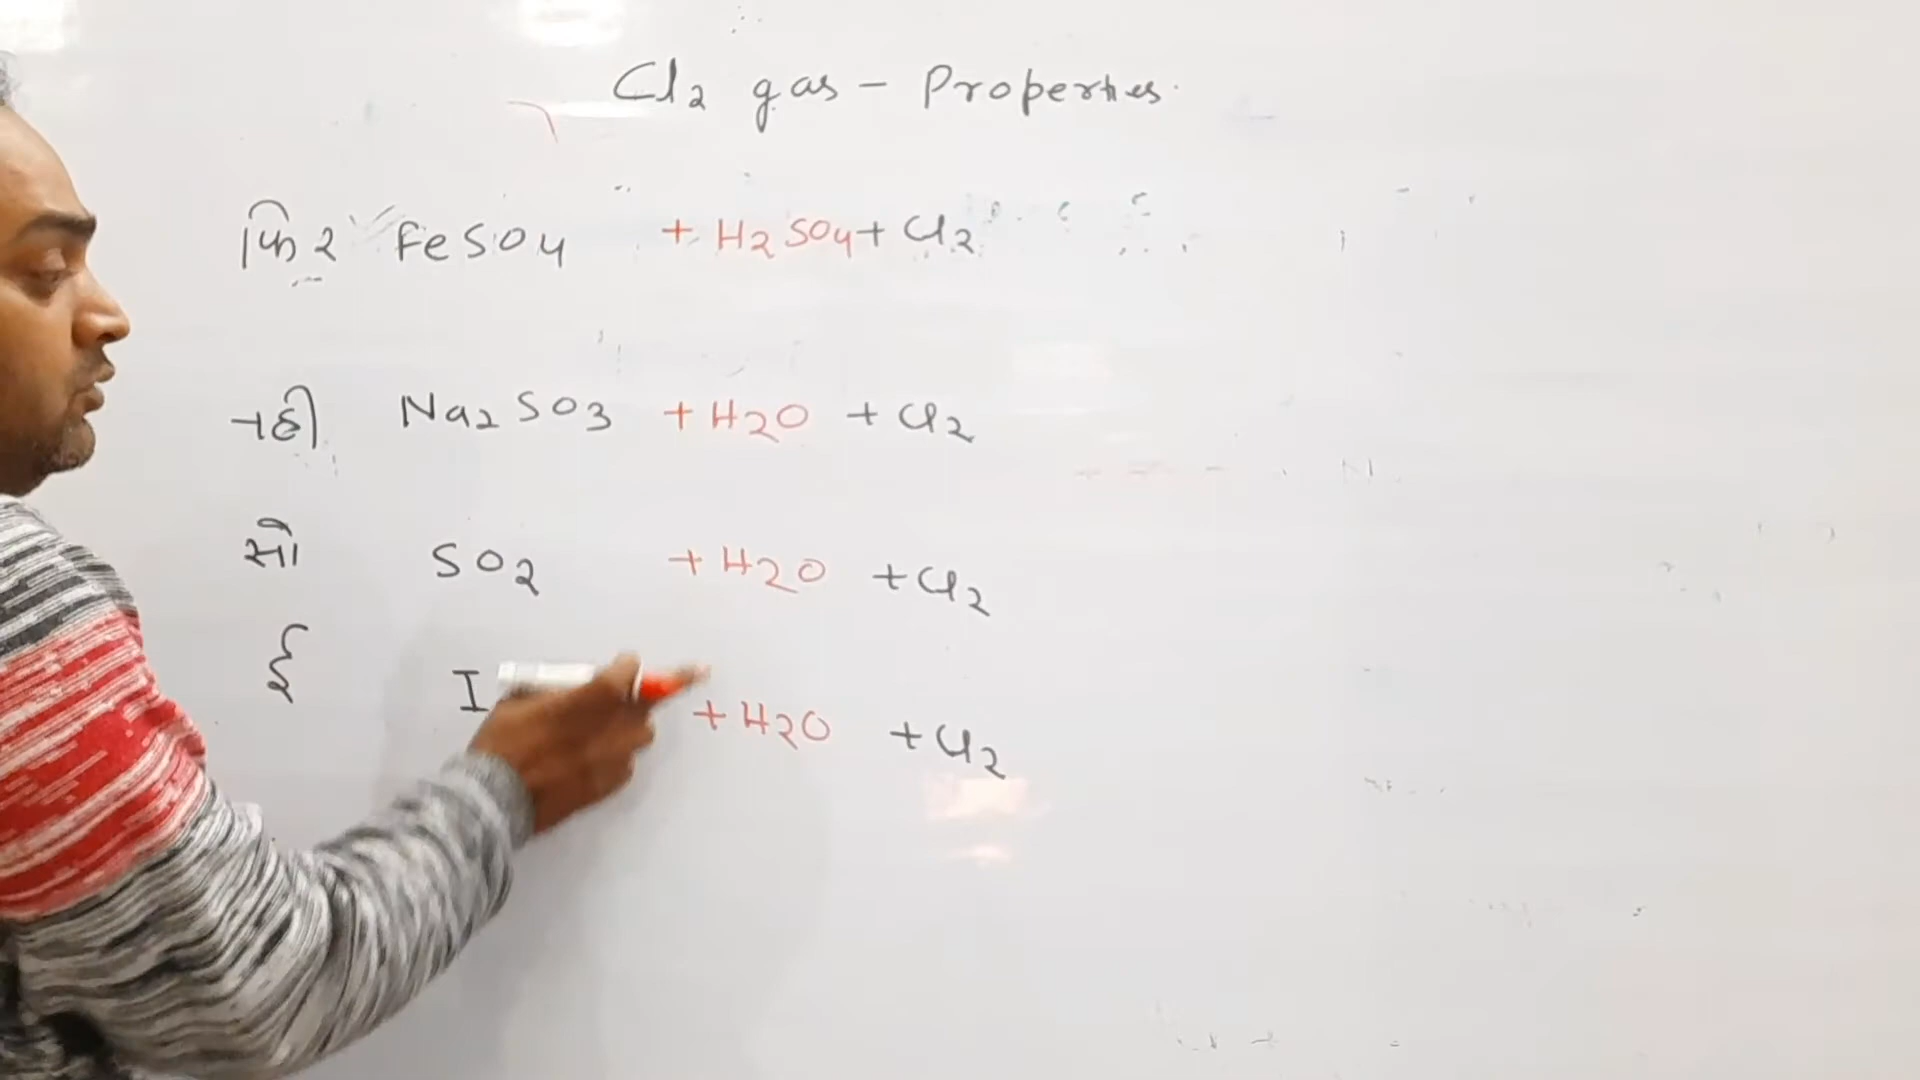 Cl2 gas - Properties.
फिर FeSO4 + H2SO4 + Cl2
नही Na2SO3 + H2O + Cl2
सो SO2 + H2O + Cl2
ई I + H2O + Cl2